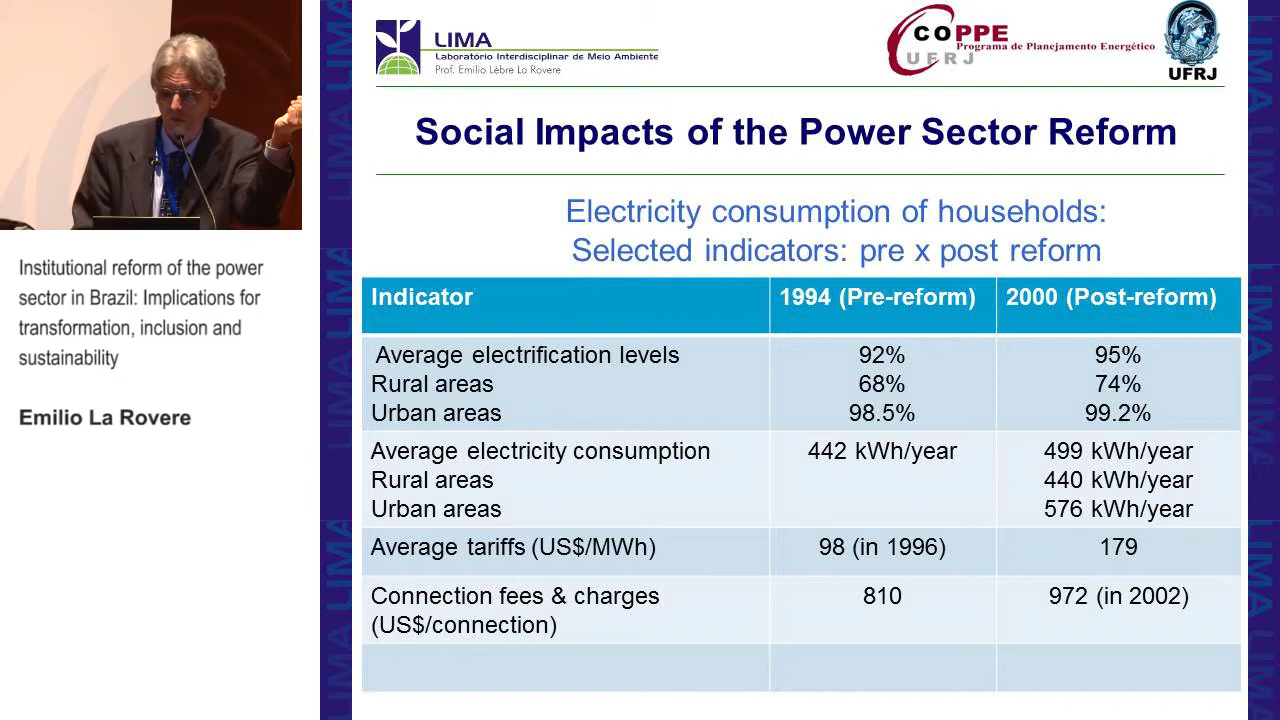 LIMA
Laboratório Interdisciplinar de Meio Ambiente
Prof. Emilio Lèbre La Rovere
COPPE
Programa de Planejamento Energético
UFRJ
UFRJ
Social Impacts of the Power Sector Reform
Electricity consumption of households:
Selected indicators: pre x post reform
Institutional reform of the power
sector in Brazil: Implications for
transformation, inclusion and
sustainability
Emilio La Rovere
Indicator 1994 (Pre-reform) 2000 (Post-reform)
Average electrification levels 92% 95%
Rural areas 68% 74%
Urban areas 98.5% 99.2%
Average electricity consumption 442 kWh/year 499 kWh/year
Rural areas 440 kWh/year
Urban areas 576 kWh/year
Average tariffs (US$/MWh) 98 (in 1996) 179
Connection fees & charges 810 972 (in 2002)
(US$/connection)
LIMA LIMA LIMA